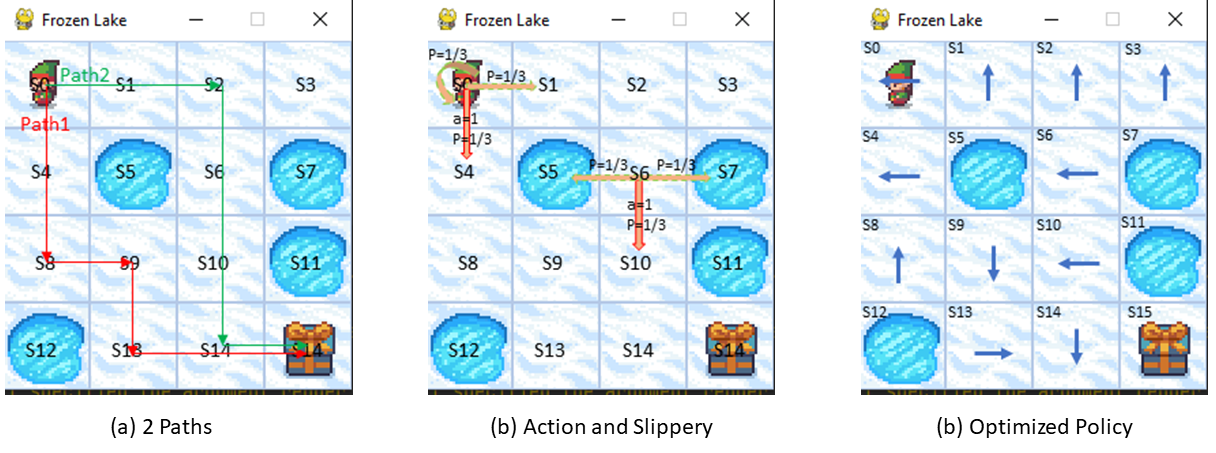 Frozen Lake
S0
Path2
S1
S2
S3
Path1
S4
S5
S6
S7
S8
S9
S10
S11
S12
S13
S14
S14
(a) 2 Paths
Frozen Lake
P=1/3
S0
P=1/3
S1
S2
S3
a=1
P=1/3
S4
S5
P=1/3
S6
P=1/3
S7
a=1
P=1/3
S8
S9
S10
S11
S12
S13
S14
S14
(b) Action and Slippery
Frozen Lake
S0
S1
S2
S3
S4
S5
S6
S7
S8
S9
S10
S11
S12
S13
S14
S15
(b) Optimized Policy